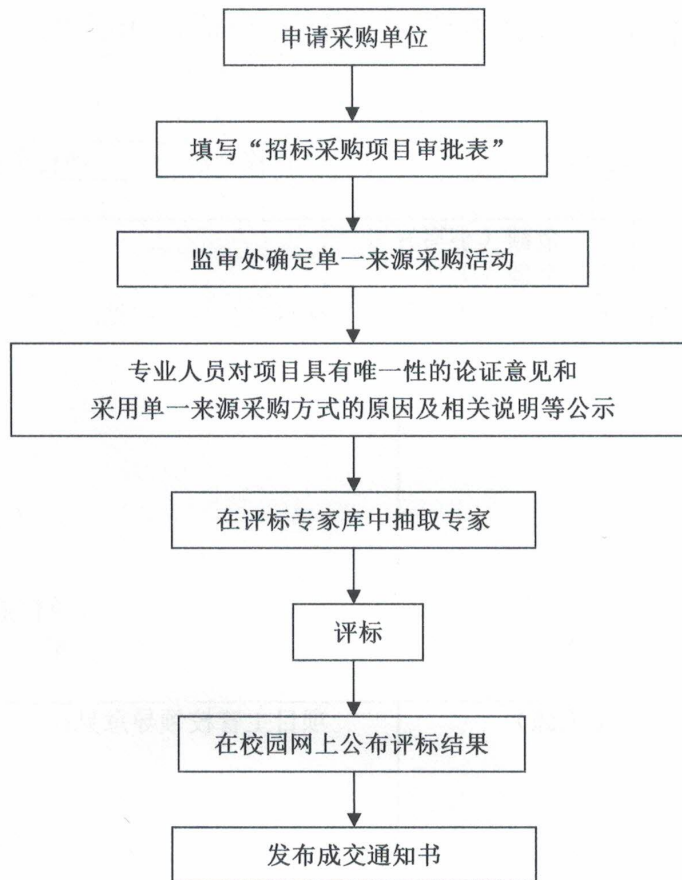 申请采购单位
填写“招标采购项目审批表”
监审处确定单一来源采购活动
专业人员对项目具有唯一性的论证意见和
采用单一来源采购方式的原因及相关说明等公示
在评标专家库中抽取专家
评标
在校园网上公布评标结果
发布成交通知书